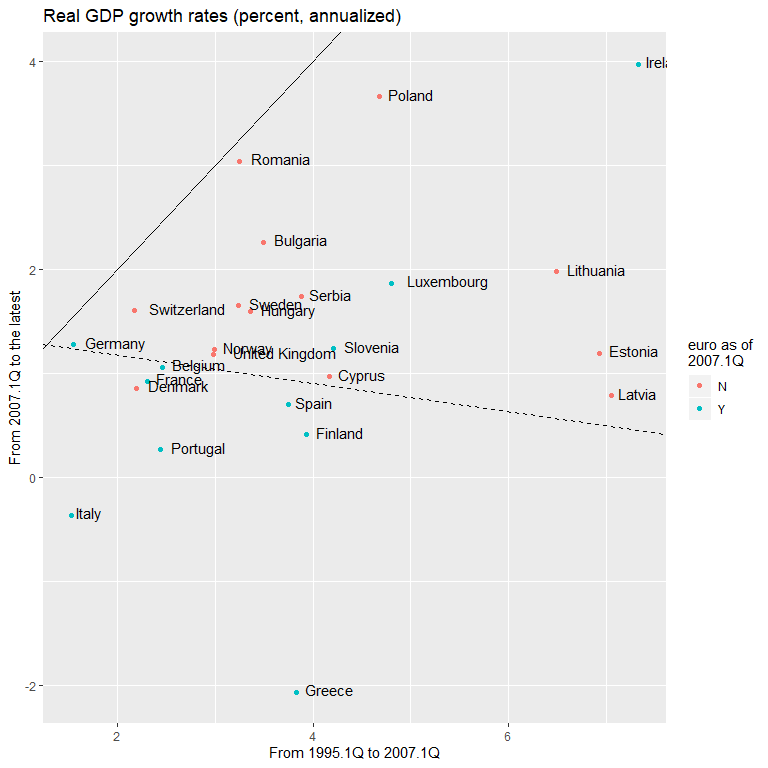 Real GDP growth rates (percent, annualized)
4
Irela
Poland
Romania
Bulgaria
2
Lithuania
Luxembourg
Serbia
Sweden
Switzerland
Hungary
Germany
Norway
Slovenia
United Kingdom
Estonia
Belgium
Cyprus
France
Denmark
Latvia
Spain
Finland
Portugal
0
Italy
-2
Greece
2
4
6
From 1995.1Q to 2007.1Q
From 2007.1Q to the latest
euro as of
2007.1Q
N
Y